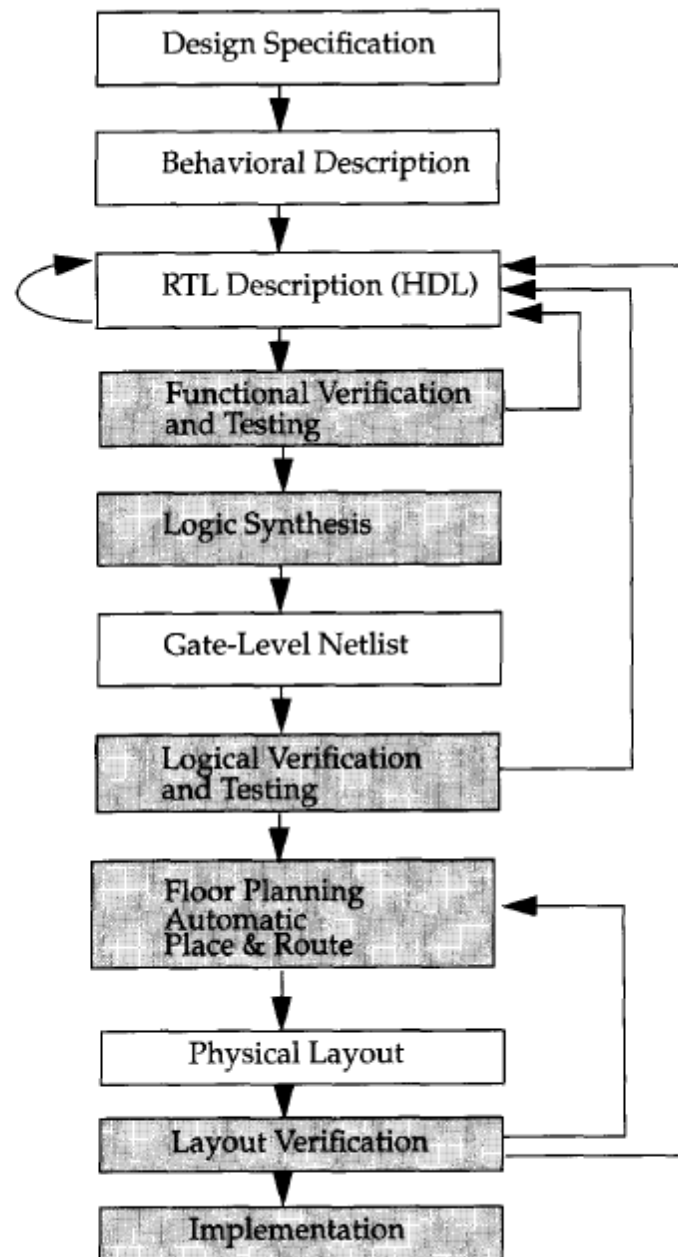 Design Specification
Behavioral Description
RTL Description (HDL)
Functional Verification
and Testing
Logic Synthesis
Gate-Level Netlist
Logical Verification
and Testing
Floor Planning
Automatic
Place & Route
Physical Layout
Layout Verification
Implementation